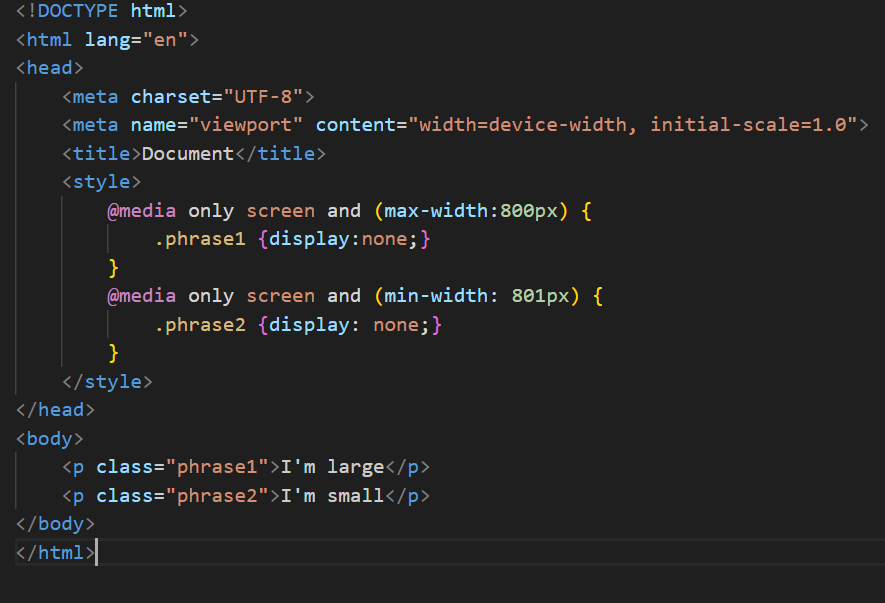 <!DOCTYPE html>
<html lang="en">
<head>
    <meta charset="UTF-8">
    <meta name="viewport" content="width=device-width, initial-scale=1.0">
    <title>Document</title>
    <style>
        @media only screen and (max-width:800px) {
            .phrase1 {display:none;}
        }
        @media only screen and (min-width: 801px) {
            .phrase2 {display: none;}
        }
    </style>
</head>
<body>
    <p class="phrase1">I'm large</p>
    <p class="phrase2">I'm small</p>
</body>
</html>